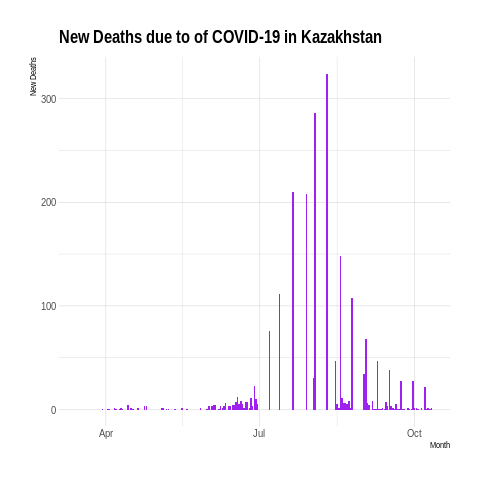 New Deaths due to of COVID-19 in Kazakhstan
New Deaths
300
200
100
0
Apr
Jul
Oct
Month